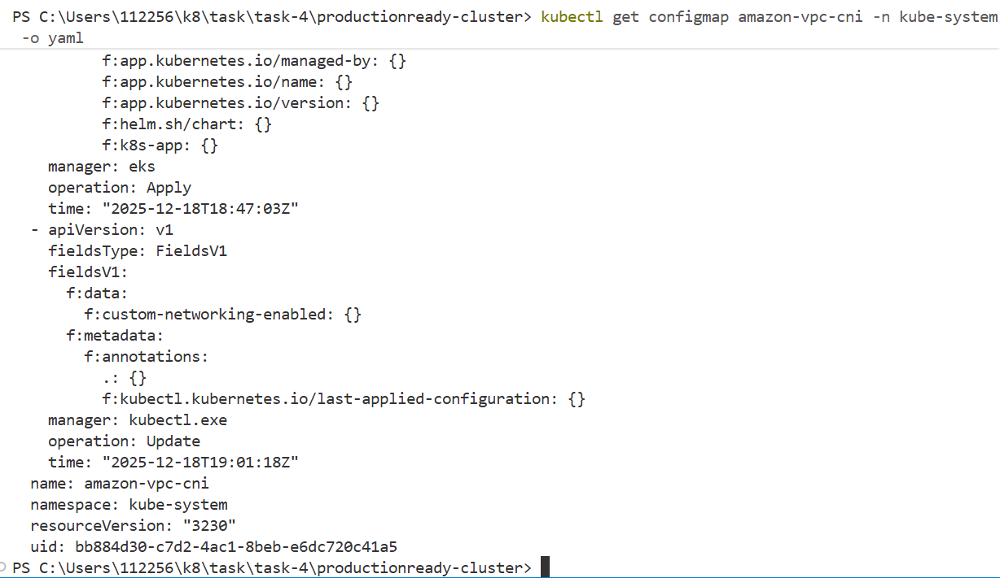 PS C:\Users\112256\k8\task\task-4\productionready-cluster> kubectl get configmap amazon-vpc-cni -n kube-system
-o yaml
f:app.kubernetes.io/managed-by: {}
f:app.kubernetes.io/name: {}
f:app.kubernetes.io/version: {}
f:helm.sh/chart: {}
f:k8s-app: {}
manager: eks
operation: Apply
time: "2025-12-18T18:47:03Z"
- apiVersion: v1
fieldsType: FieldsV1
fieldsV1:
f:data:
f:custom-networking-enabled: {}
f:metadata:
f:annotations:
.: {}
f:kubectl.kubernetes.io/last-applied-configuration: {}
manager: kubectl.exe
operation: Update
time: "2025-12-18T19:01:18Z"
name: amazon-vpc-cni
namespace: kube-system
resourceVersion: "3230"
uid: bb884d30-c7d2-4ac1-8beb-e6dc720c41a5
PS C:\Users\112256\k8\task\task-4\productionready-cluster>